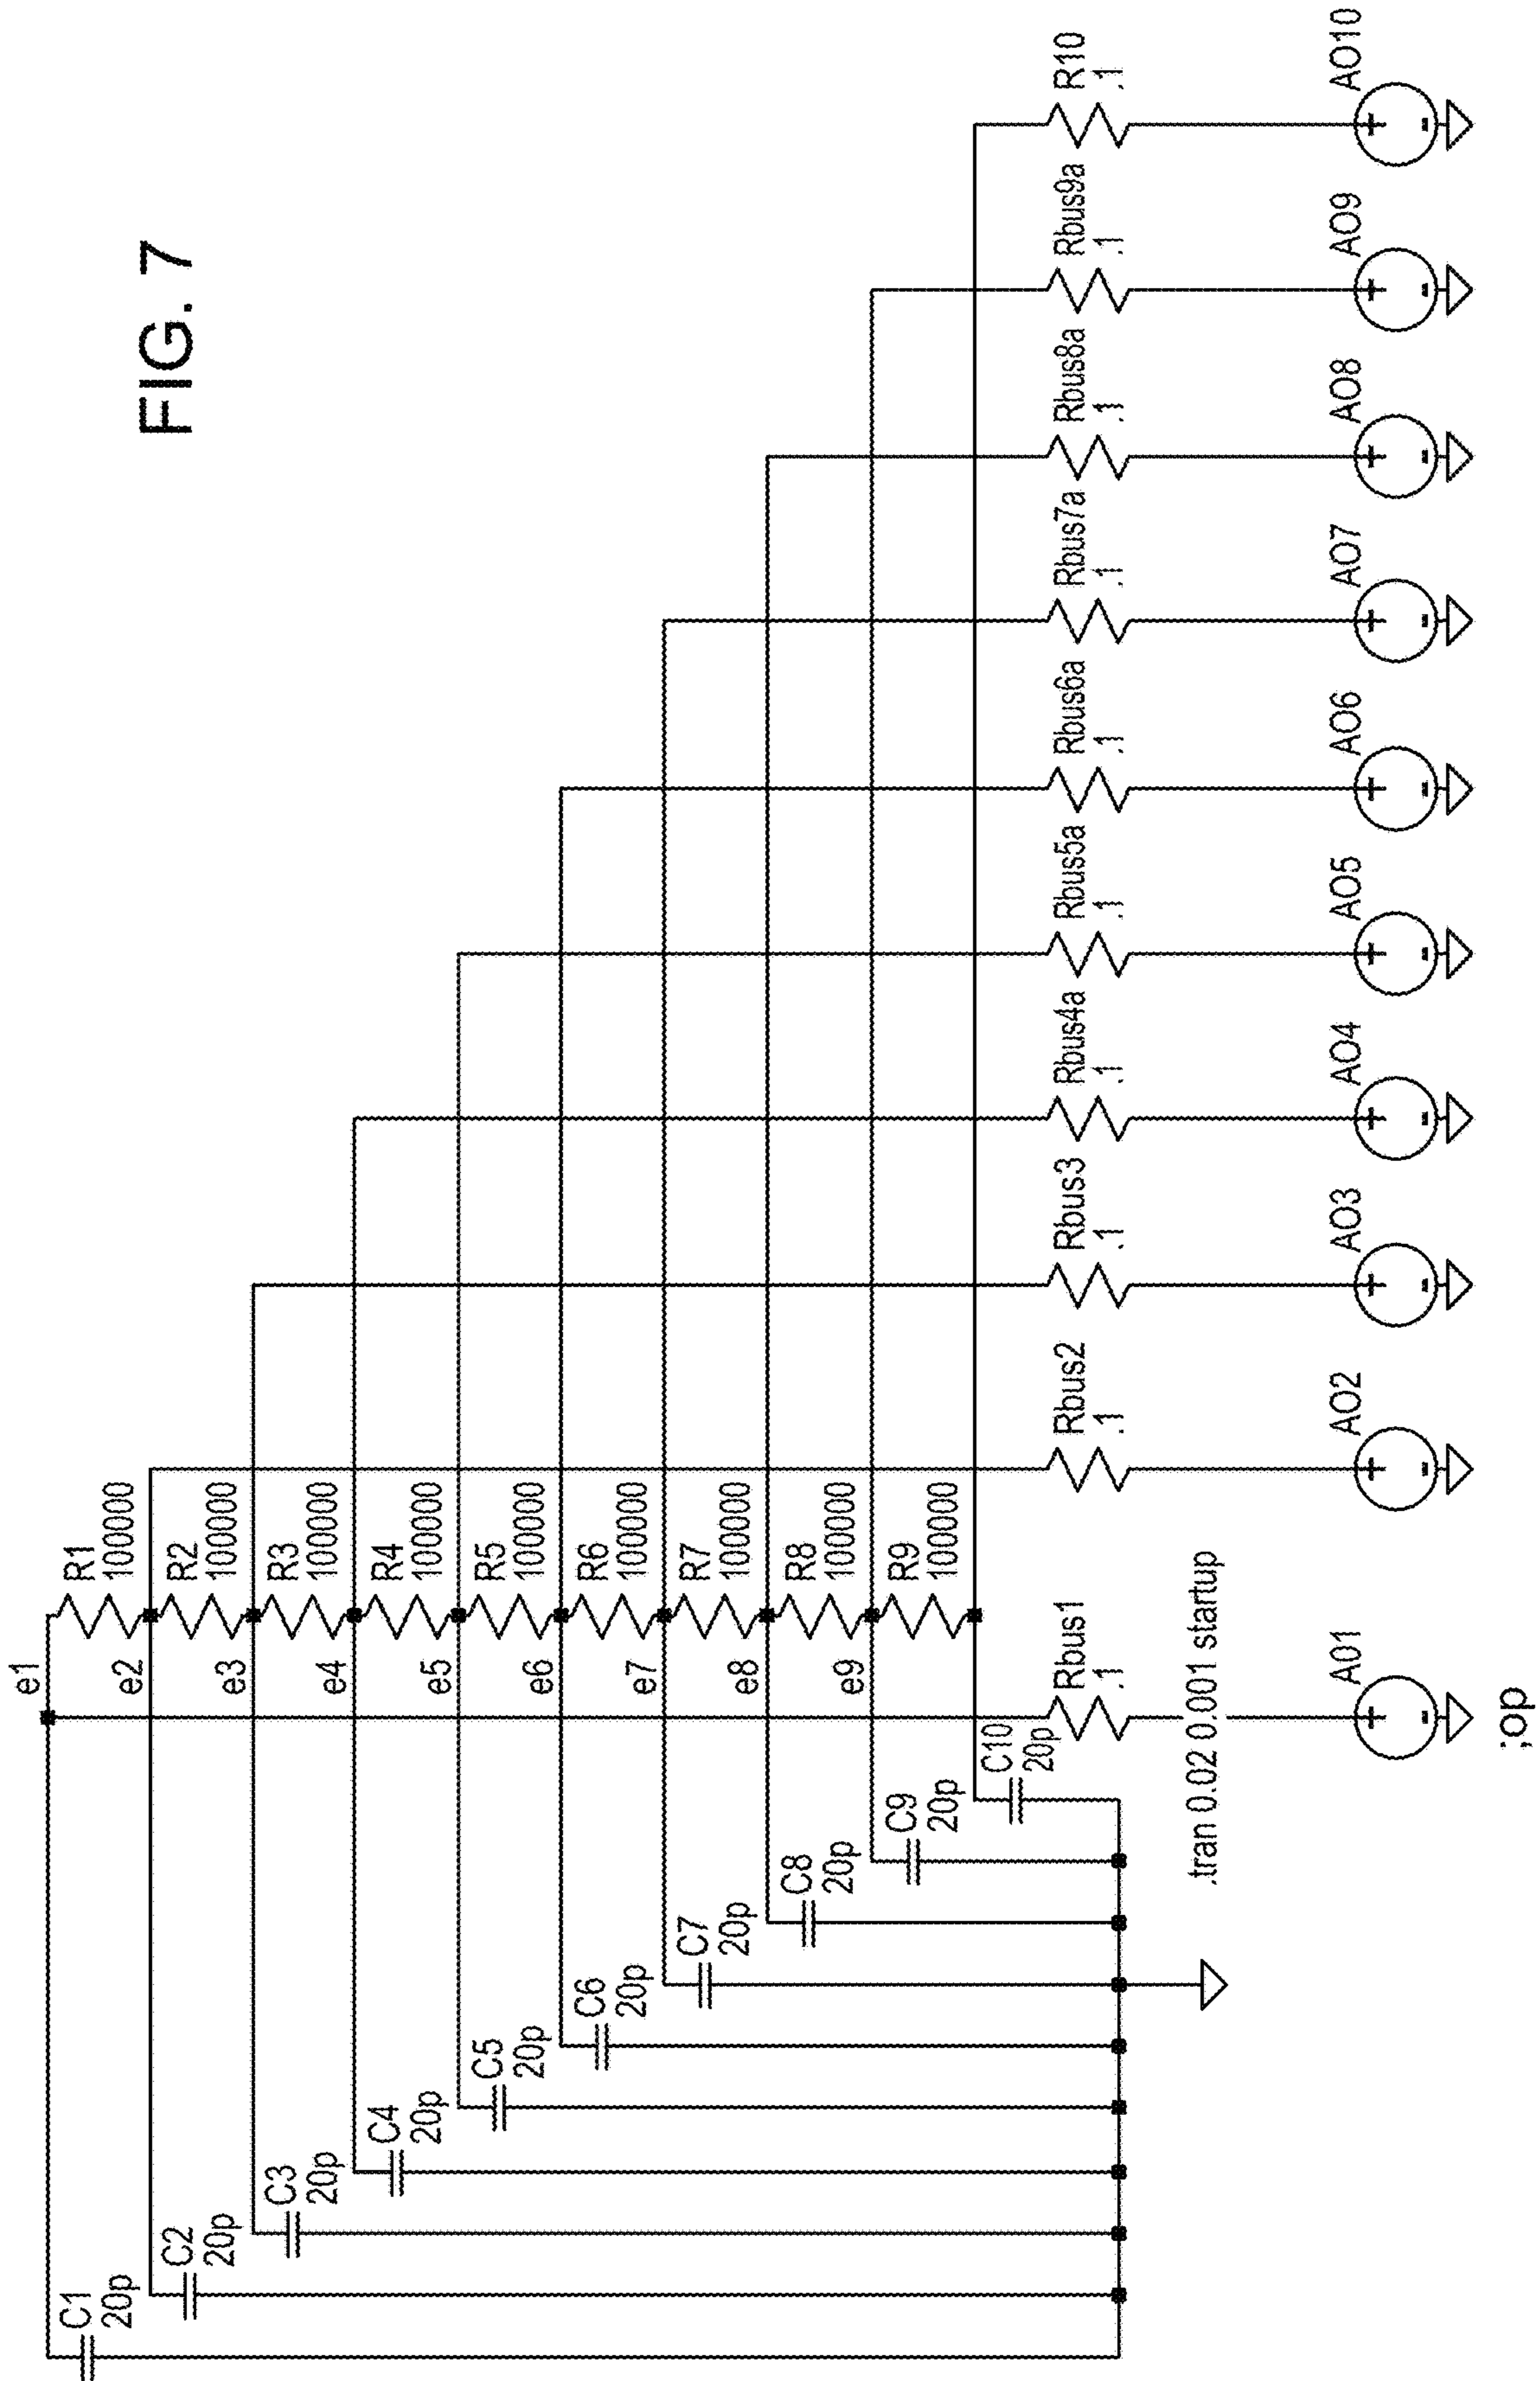 FIG. 7
e1
R1
100000
e2
R2
100000
e3
R3
100000
e4
R4
100000
e5
R5
100000
e6
R6
100000
e7
R7
100000
e8
R8
100000
e9
R9
100000
C1
20p
C2
20p
C3
20p
C4
20p
C5
20p
C6
20p
C7
20p
C8
20p
C9
20p
C10
20p
Rbus1
.1
Rbus2
.1
Rbus3
.1
Rbus4a
.1
Rbus5a
.1
Rbus6a
.1
Rbus7a
.1
Rbus8a
.1
Rbus9a
.1
R10
.1
.tran 0.02 0.001 startup
A01
AO2
AO3
AO4
AO5
AO6
AO7
AO8
AO9
AO10
;op